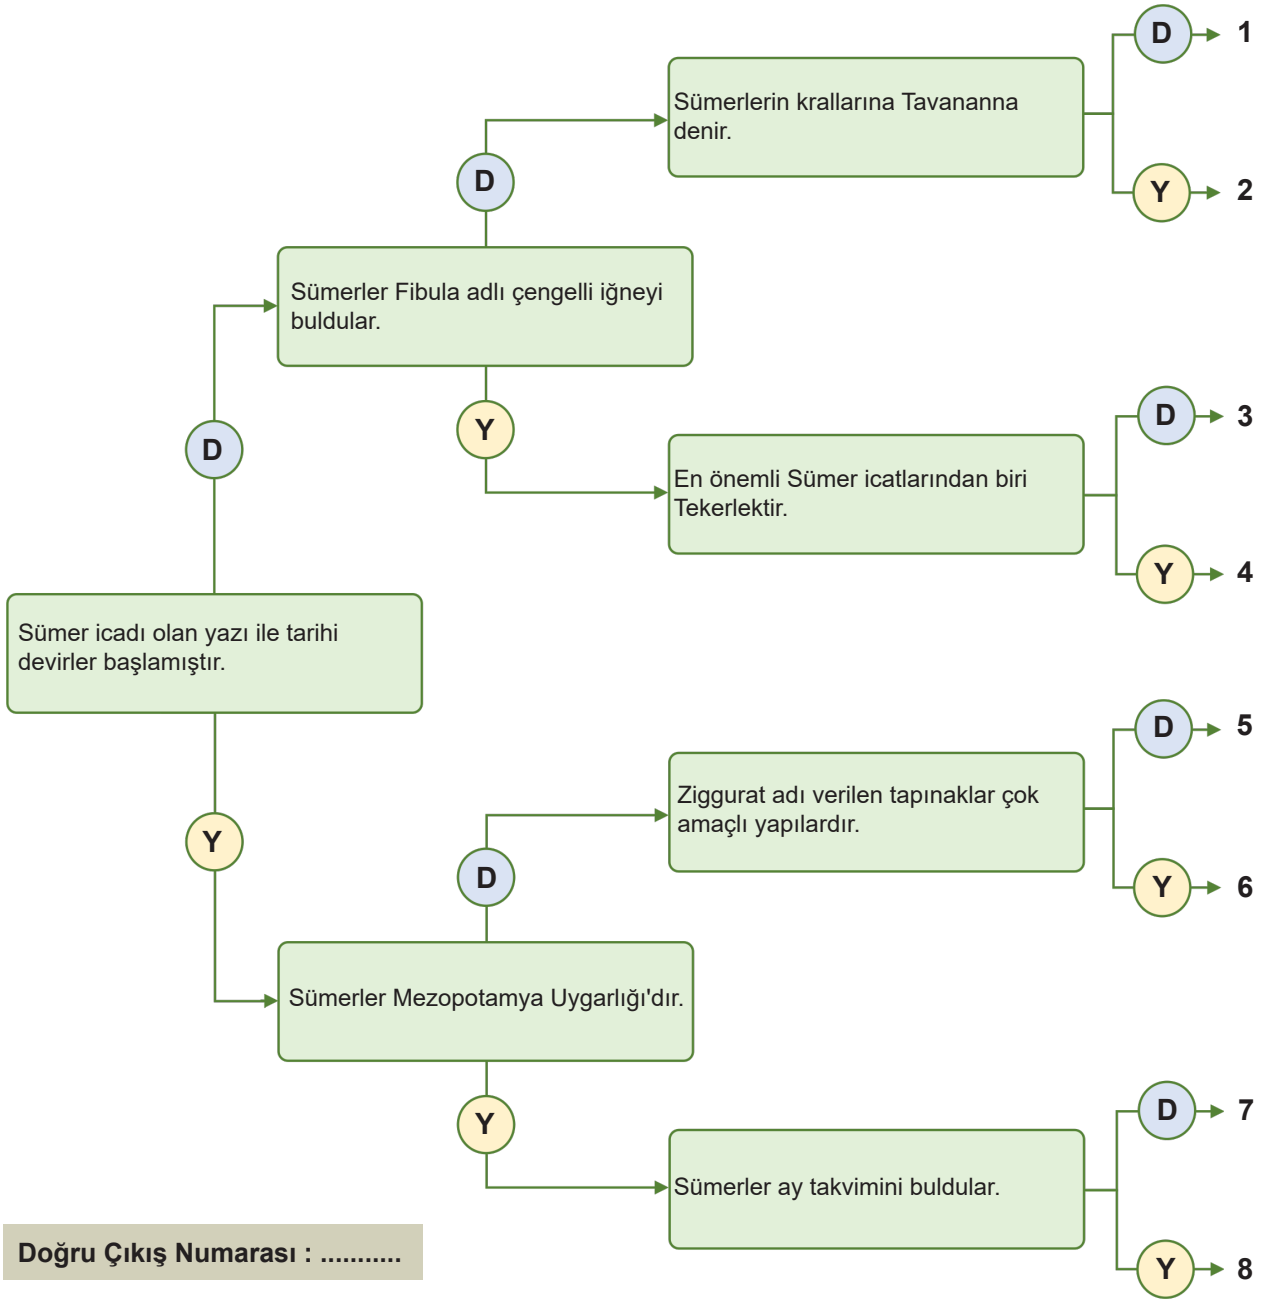 D
1
Sümerlerin krallarına Tavananna
denir.
Y
2
D
Sümerler Fibula adlı çengelli iğneyi
buldular.
Y
D
3
En önemli Sümer icatlarından biri
Tekerlektir.
Y
4
D
Sümer icadı olan yazı ile tarihi
devirler başlamıştır.
Y
D
5
Ziggurat adı verilen tapınaklar çok
amaçlı yapılardır.
Y
6
D
Sümerler Mezopotamya Uygarlığı'dır.
Y
D
7
Sümerler ay takvimini buldular.
Y
8
Doğru Çıkış Numarası : ...........